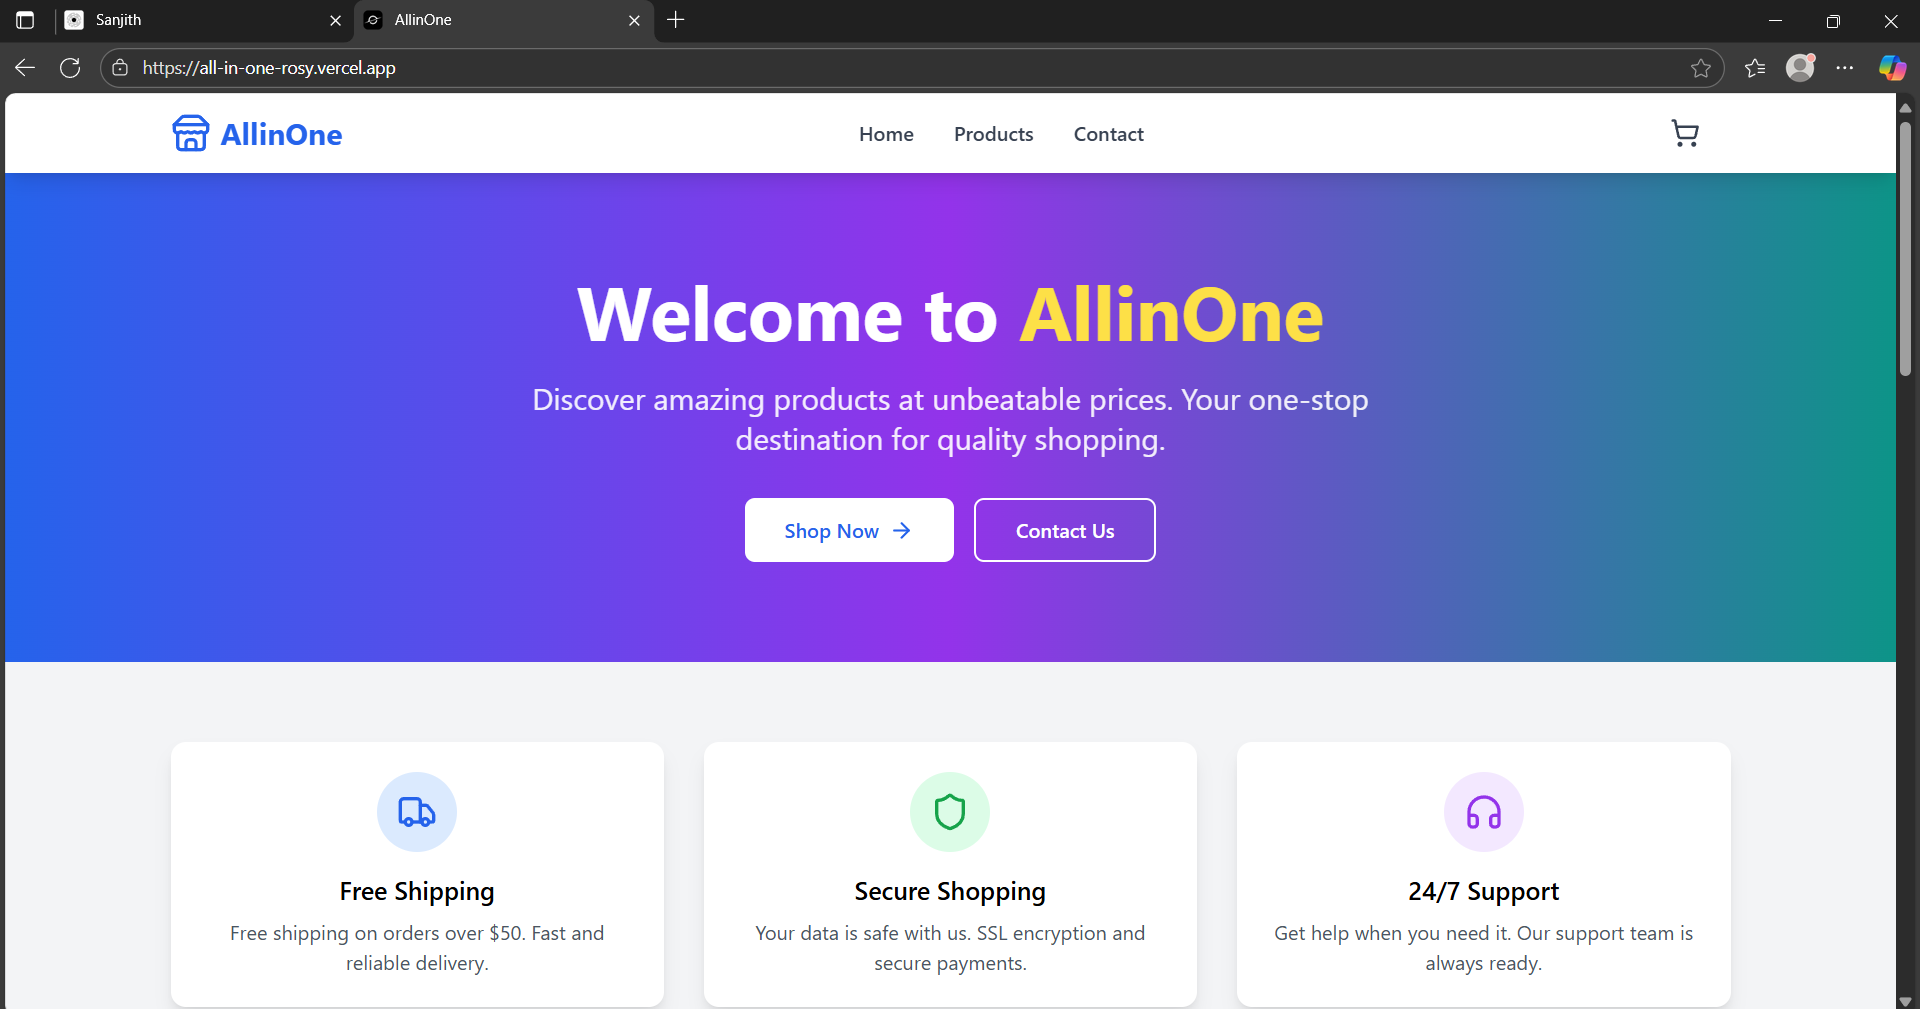 Sanjith
AllinOne
https://all-in-one-rosy.vercel.app
AllinOne
Home
Products
Contact
Welcome to AllinOne
Discover amazing products at unbeatable prices. Your one-stop
destination for quality shopping.
Shop Now
Contact Us
Free Shipping
Free shipping on orders over $50. Fast and
reliable delivery.
Secure Shopping
Your data is safe with us. SSL encryption and
secure payments.
24/7 Support
Get help when you need it. Our support team is
always ready.